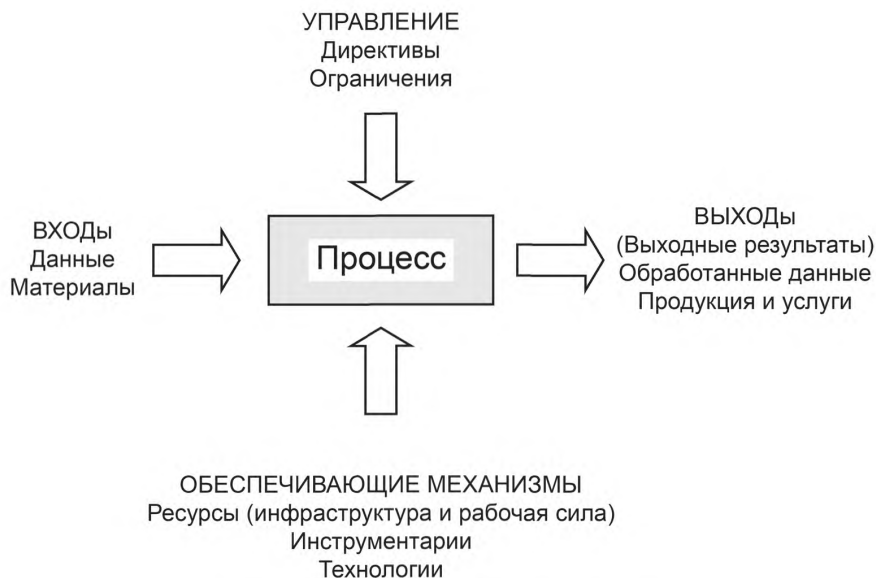 УПРАВЛЕНИЕ
Директивы
Ограничения
ВХОДы
Данные
Материалы
Процесс
ВЫХОДы
(Выходные результаты)
Обработанные данные
Продукция и услуги
ОБЕСПЕЧИВАЮЩИЕ МЕХАНИЗМЫ
Ресурсы (инфраструктура и рабочая сила)
Инструментарии
Технологии